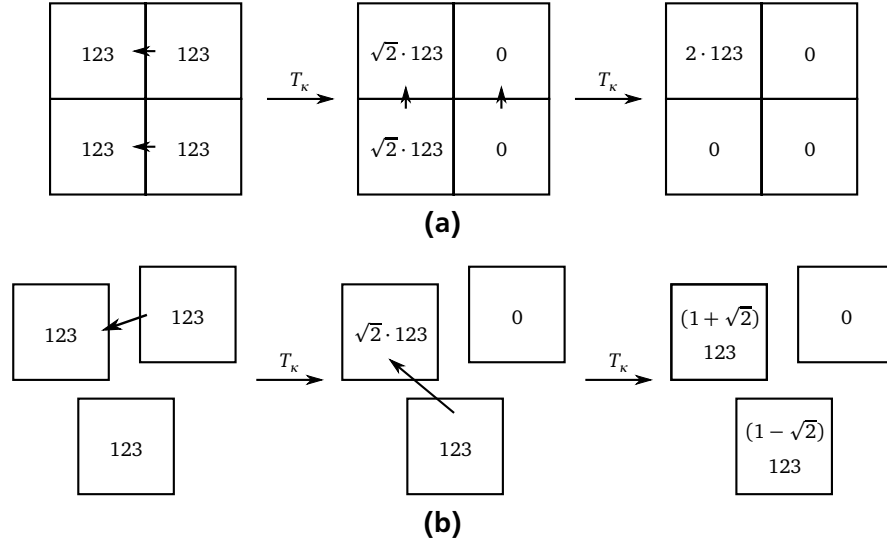 123 123 √2 · 123 0 2 · 123 0
T_κ T_κ
123 123 √2 · 123 0 0 0
(a)
123 123 √2 · 123 0 (1 + √2) 123 0
T_κ T_κ
123 123 (1 − √2) 123
(b)